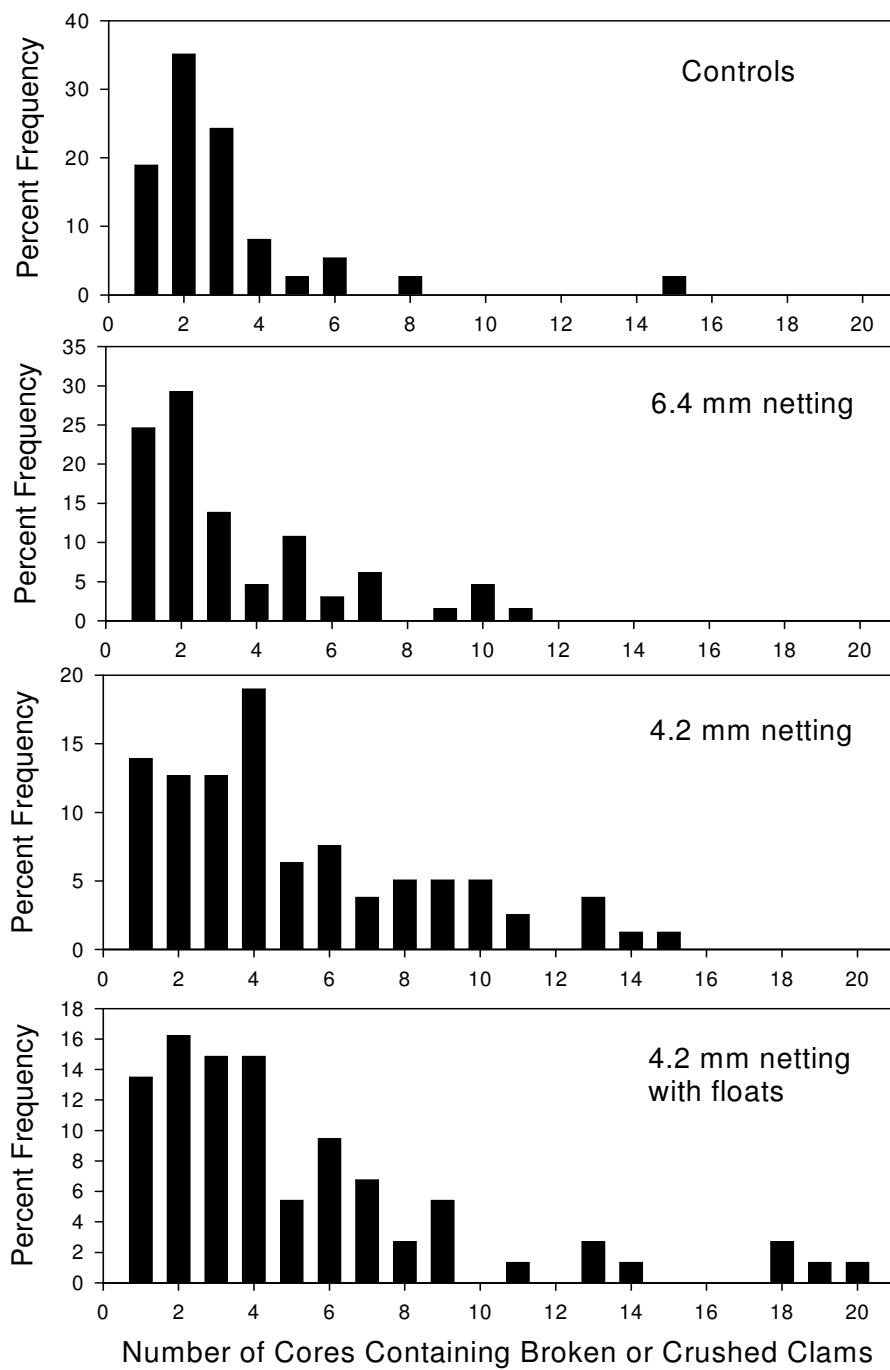 Controls
Percent Frequency
40
30
20
10
0
0 2 4 6 8 10 12 14 16 18 20
6.4 mm netting
Percent Frequency
35
30
25
20
15
10
5
0
0 2 4 6 8 10 12 14 16 18 20
4.2 mm netting
Percent Frequency
20
15
10
5
0
0 2 4 6 8 10 12 14 16 18 20
4.2 mm netting
with floats
Percent Frequency
18
16
14
12
10
8
6
4
2
0
0 2 4 6 8 10 12 14 16 18 20
Number of Cores Containing Broken or Crushed Clams